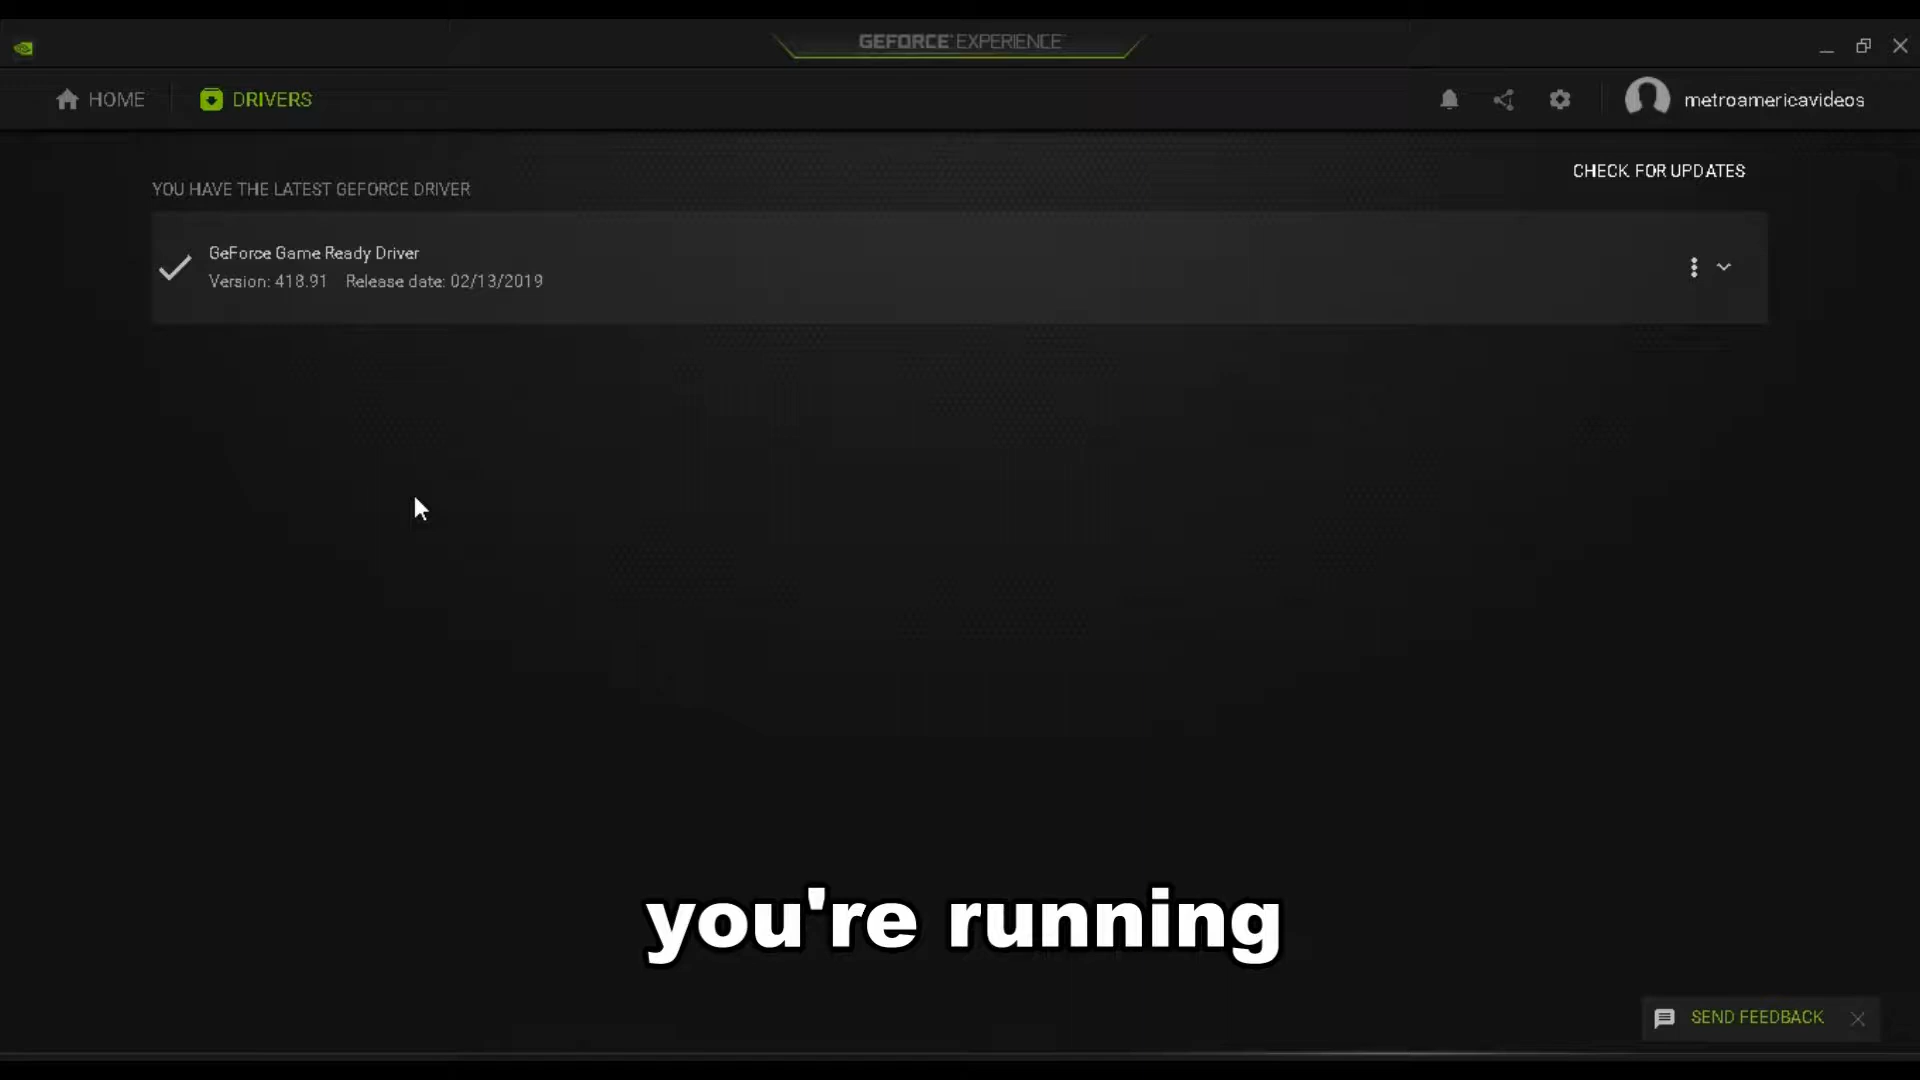 GEFORCE EXPERIENCE
HOME
DRIVERS
metroamericavideos
CHECK FOR UPDATES
YOU HAVE THE LATEST GEFORCE DRIVER
GeForce Game Ready Driver
Version: 418.91 Release date: 02/13/2019
you're running
SEND FEEDBACK